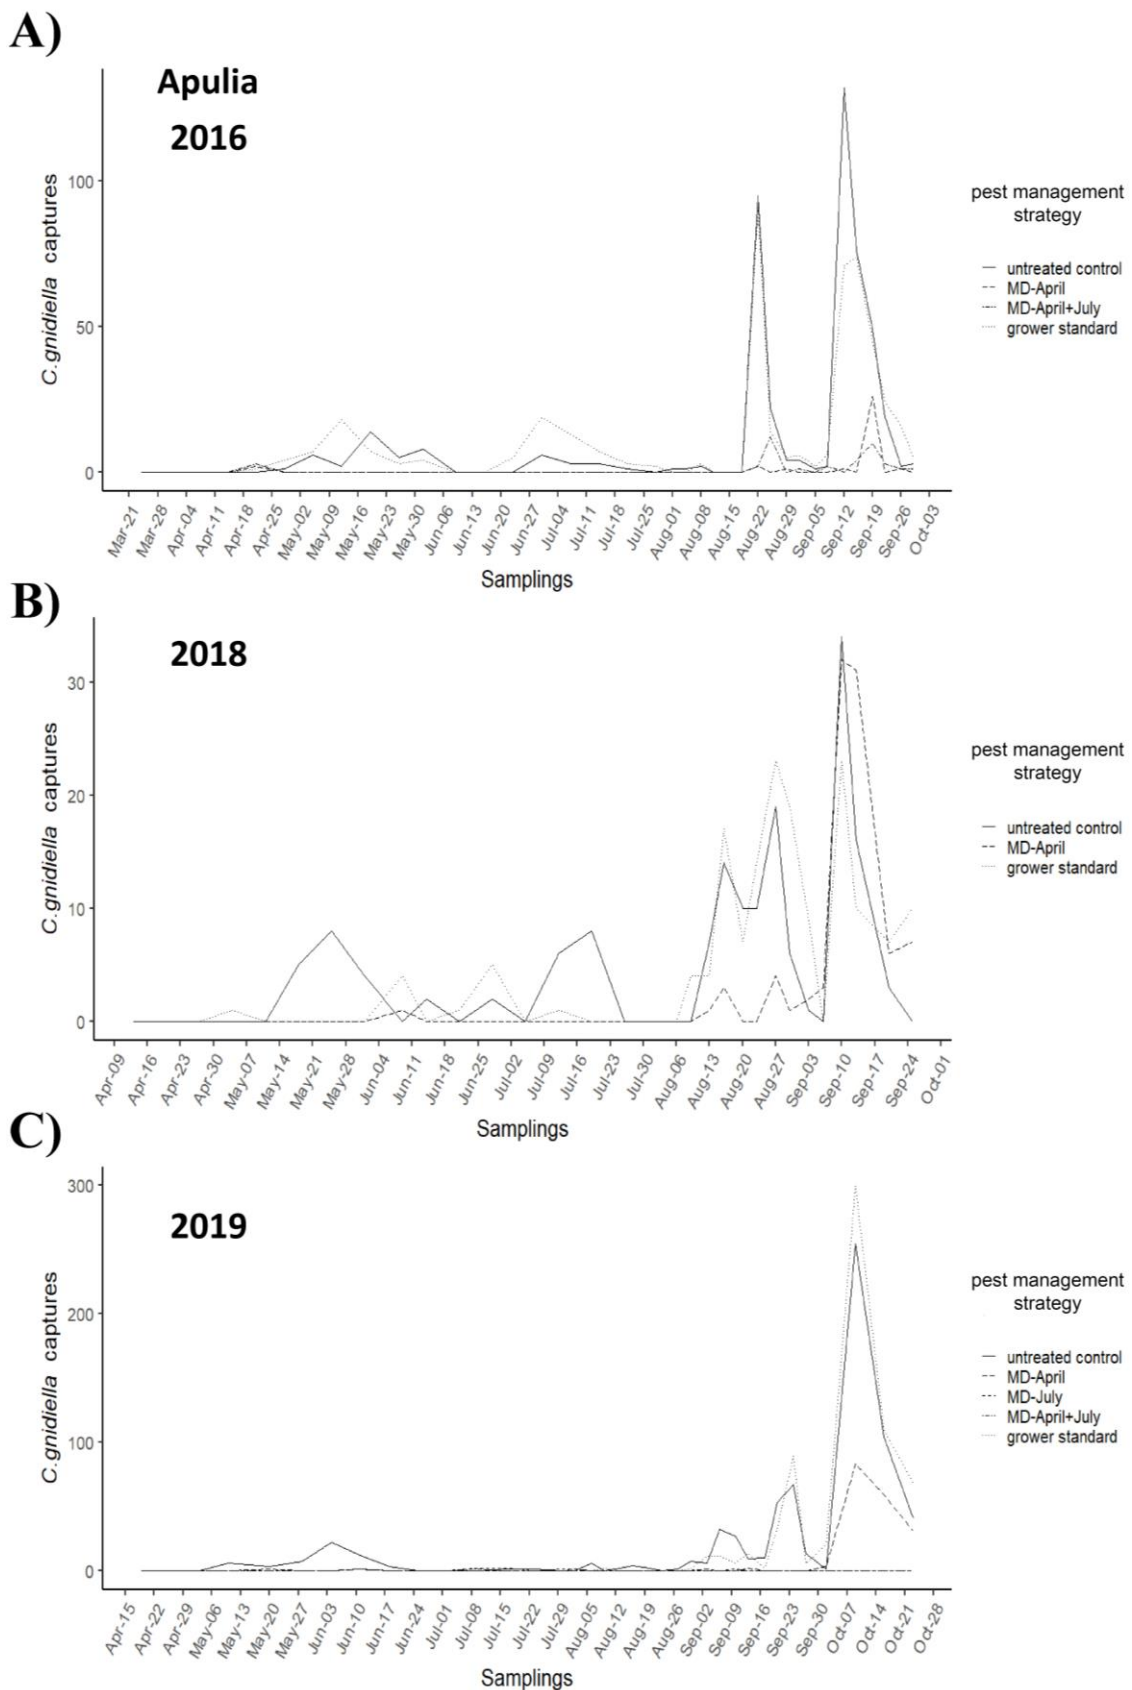 A)
Apulia
2016
C.gnidiella captures
100
50
0
Mar-21 Mar-28 Apr-04 Apr-11 Apr-18 Apr-25 May-02 May-09 May-16 May-23 May-30 Jun-06 Jun-13 Jun-20 Jun-27 Jul-04 Jul-11 Jul-18 Jul-25 Aug-01 Aug-08 Aug-15 Aug-22 Aug-29 Sep-05 Sep-12 Sep-19 Sep-26 Oct-03
Samplings
pest management
strategy
untreated control
MD-April
MD-April+July
grower standard
B)
2018
C.gnidiella captures
30
20
10
0
Apr-09 Apr-16 Apr-23 Apr-30 May-07 May-14 May-21 May-28 Jun-04 Jun-11 Jun-18 Jun-25 Jul-02 Jul-09 Jul-16 Jul-23 Jul-30 Aug-06 Aug-13 Aug-20 Aug-27 Sep-03 Sep-10 Sep-17 Sep-24 Oct-01
Samplings
pest management
strategy
untreated control
MD-April
grower standard
C)
2019
C.gnidiella captures
300
200
100
0
Apr-15 Apr-22 Apr-29 May-06 May-13 May-20 May-27 Jun-03 Jun-10 Jun-17 Jun-24 Jul-01 Jul-08 Jul-15 Jul-22 Jul-29 Aug-05 Aug-12 Aug-19 Aug-26 Sep-02 Sep-09 Sep-16 Sep-23 Sep-30 Oct-07 Oct-14 Oct-21 Oct-28
Samplings
pest management
strategy
untreated control
MD-April
MD-July
MD-April+July
grower standard